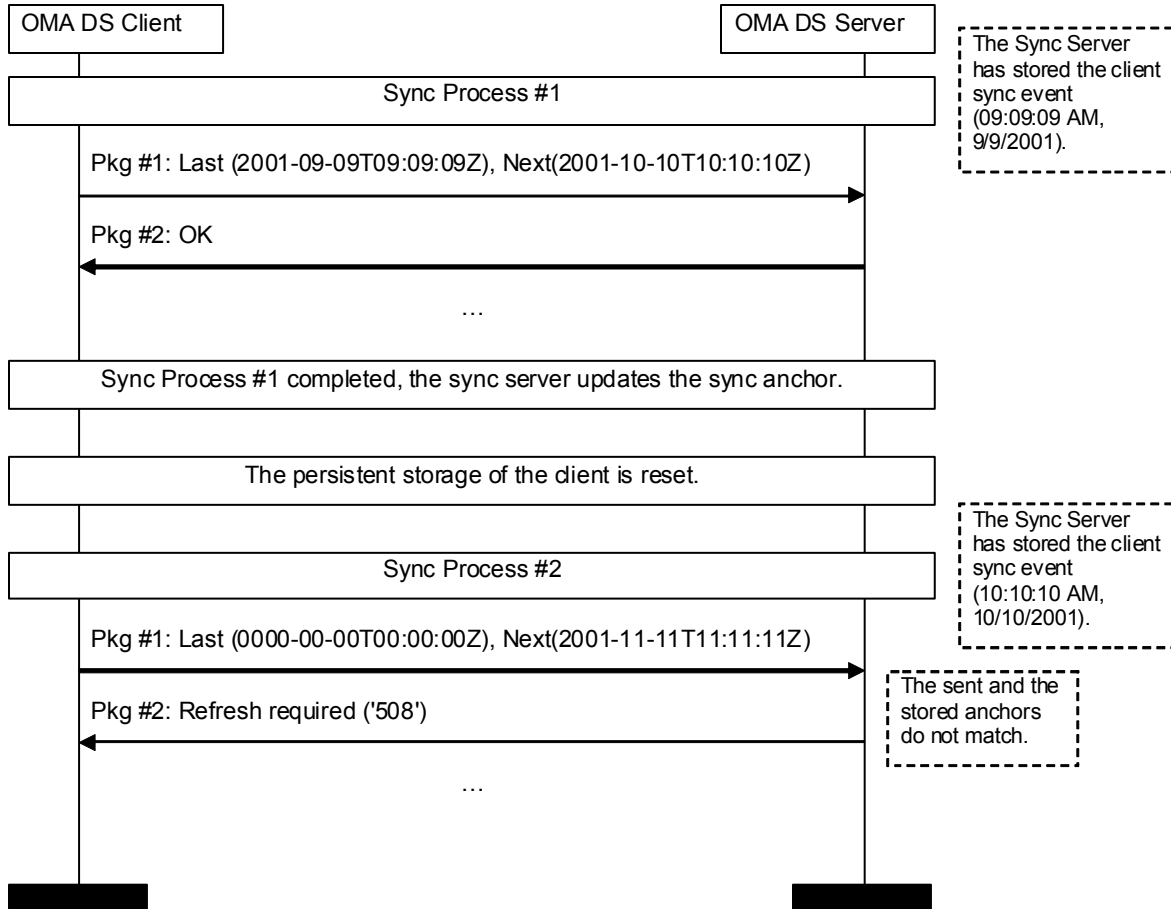 OMA DS Client
OMA DS Server
The Sync Server
has stored the client
sync event
(09:09:09 AM,
9/9/2001).
Sync Process #1
Pkg #1: Last (2001-09-09T09:09:09Z), Next(2001-10-10T10:10:10Z)
Pkg #2: OK
…
Sync Process #1 completed, the sync server updates the sync anchor.
The persistent storage of the client is reset.
The Sync Server
has stored the client
sync event
(10:10:10 AM,
10/10/2001).
Sync Process #2
Pkg #1: Last (0000-00-00T00:00:00Z), Next(2001-11-11T11:11:11Z)
The sent and the
stored anchors
do not match.
Pkg #2: Refresh required ('508')
…